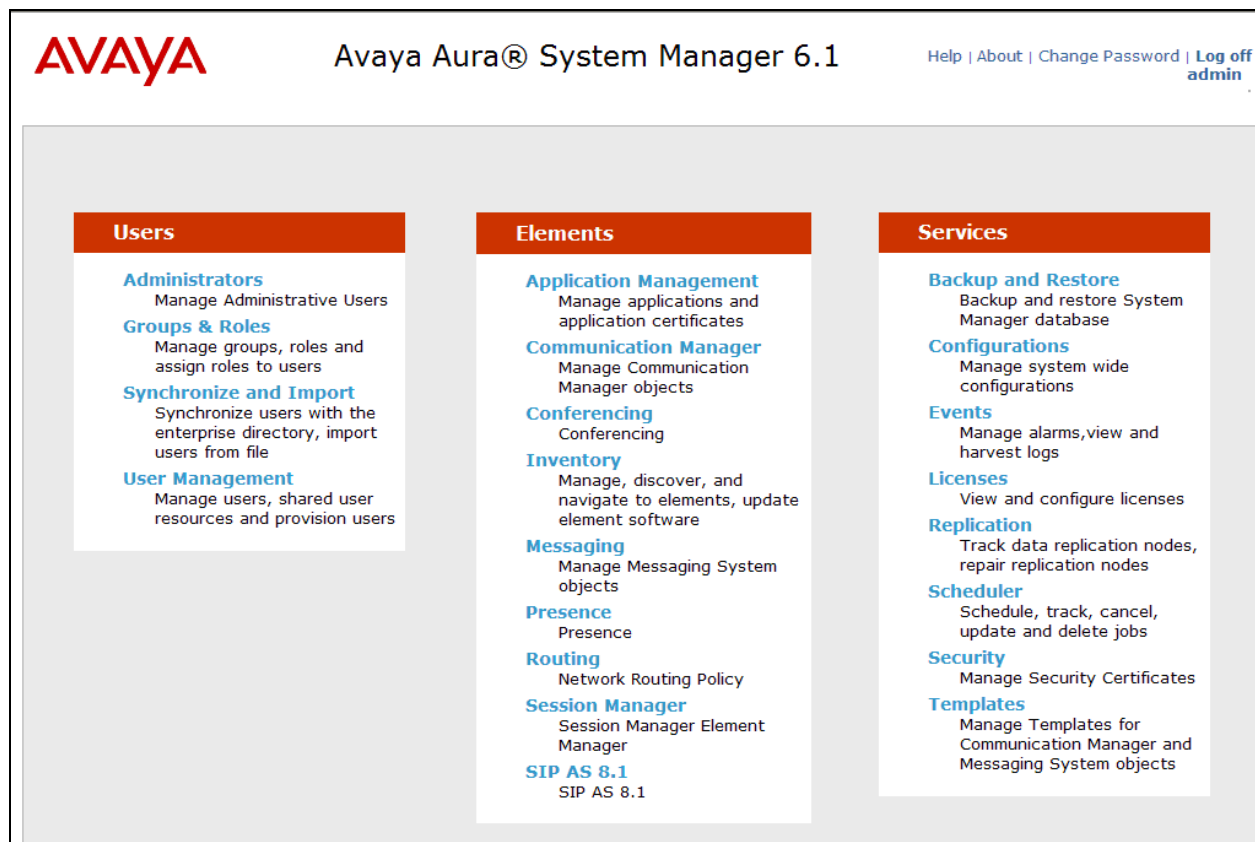 AVAYA
Avaya Aura® System Manager 6.1
Help | About | Change Password | Log off
admin
Users
Administrators
Manage Administrative Users
Groups & Roles
Manage groups, roles and
assign roles to users
Synchronize and Import
Synchronize users with the
enterprise directory, import
users from file
User Management
Manage users, shared user
resources and provision users
Elements
Application Management
Manage applications and
application certificates
Communication Manager
Manage Communication
Manager objects
Conferencing
Conferencing
Inventory
Manage, discover, and
navigate to elements, update
element software
Messaging
Manage Messaging System
objects
Presence
Presence
Routing
Network Routing Policy
Session Manager
Session Manager Element
Manager
SIP AS 8.1
SIP AS 8.1
Services
Backup and Restore
Backup and restore System
Manager database
Configurations
Manage system wide
configurations
Events
Manage alarms,view and
harvest logs
Licenses
View and configure licenses
Replication
Track data replication nodes,
repair replication nodes
Scheduler
Schedule, track, cancel,
update and delete jobs
Security
Manage Security Certificates
Templates
Manage Templates for
Communication Manager and
Messaging System objects